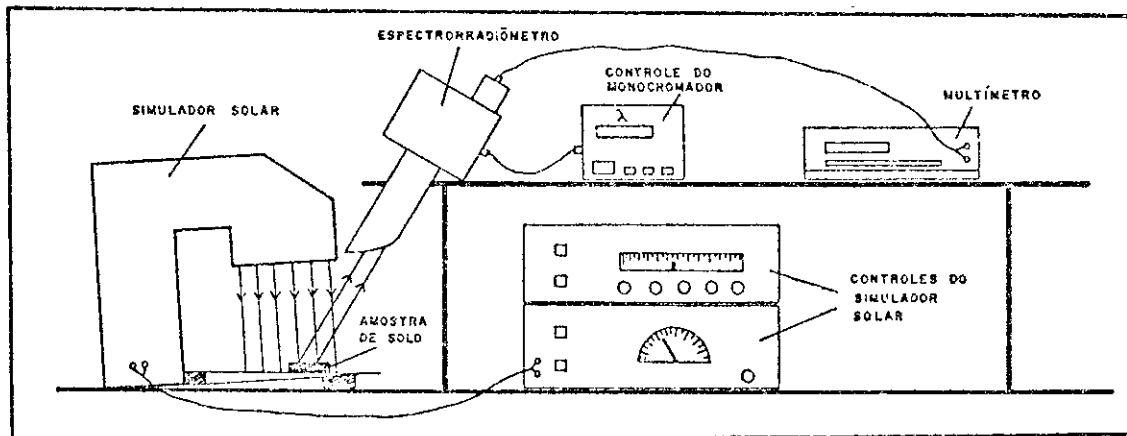 ESPECTRORRADIÔMETRO
CONTROLE DO
MONOCROMADOR
λ
MULTÍMETRO
SIMULADOR SOLAR
CONTROLES DO
SIMULADOR
SOLAR
AMOSTRA
DE SOLO